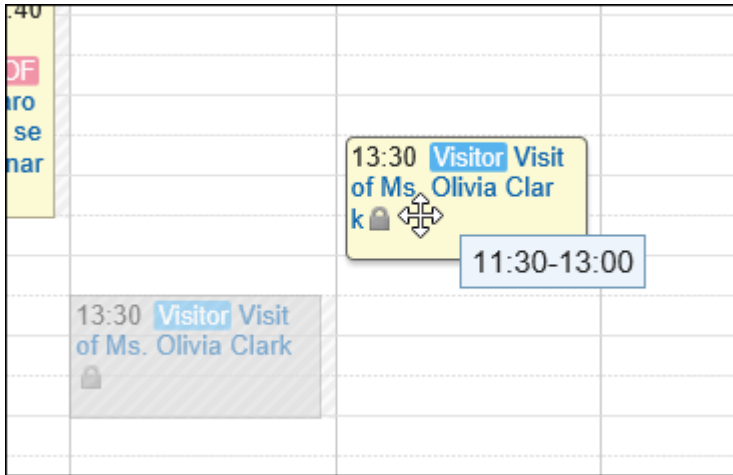 :40
OF
aro
se
nar
13:30 Visitor Visit
of Ms. Olivia Clar
k
11:30-13:00
13:30 Visitor Visit
of Ms. Olivia Clark